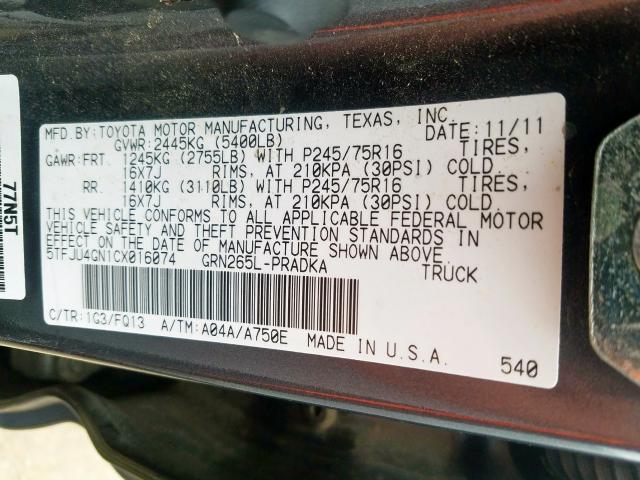 MFD.BY:TOYOTA MOTOR MANUFACTURING, TEXAS, INC. DATE:11/11
GVWR:2445KG (5400LB)
GAWR:FRT. 1245KG (2755LB) WITH P245/75R16 TIRES,
16X7J RIMS, AT 210KPA (30PSI) COLD.
RR. 1410KG (3110LB) WITH P245/75R16 TIRES,
16X7J RIMS, AT 210KPA (30PSI) COLD
THIS VEHICLE CONFORMS TO ALL APPLICABLE FEDERAL MOTOR
VEHICLE SAFETY AND THEFT PREVENTION STANDARDS IN
EFFECT ON THE DATE OF MANUFACTURE SHOWN ABOVE.
5TFJU4GN1CX016074 GRN265L-PRADKA TRUCK
C/TR:1G3/FQ13 A/TM:A04A/A750E MADE IN U.S.A.
540
77N5T